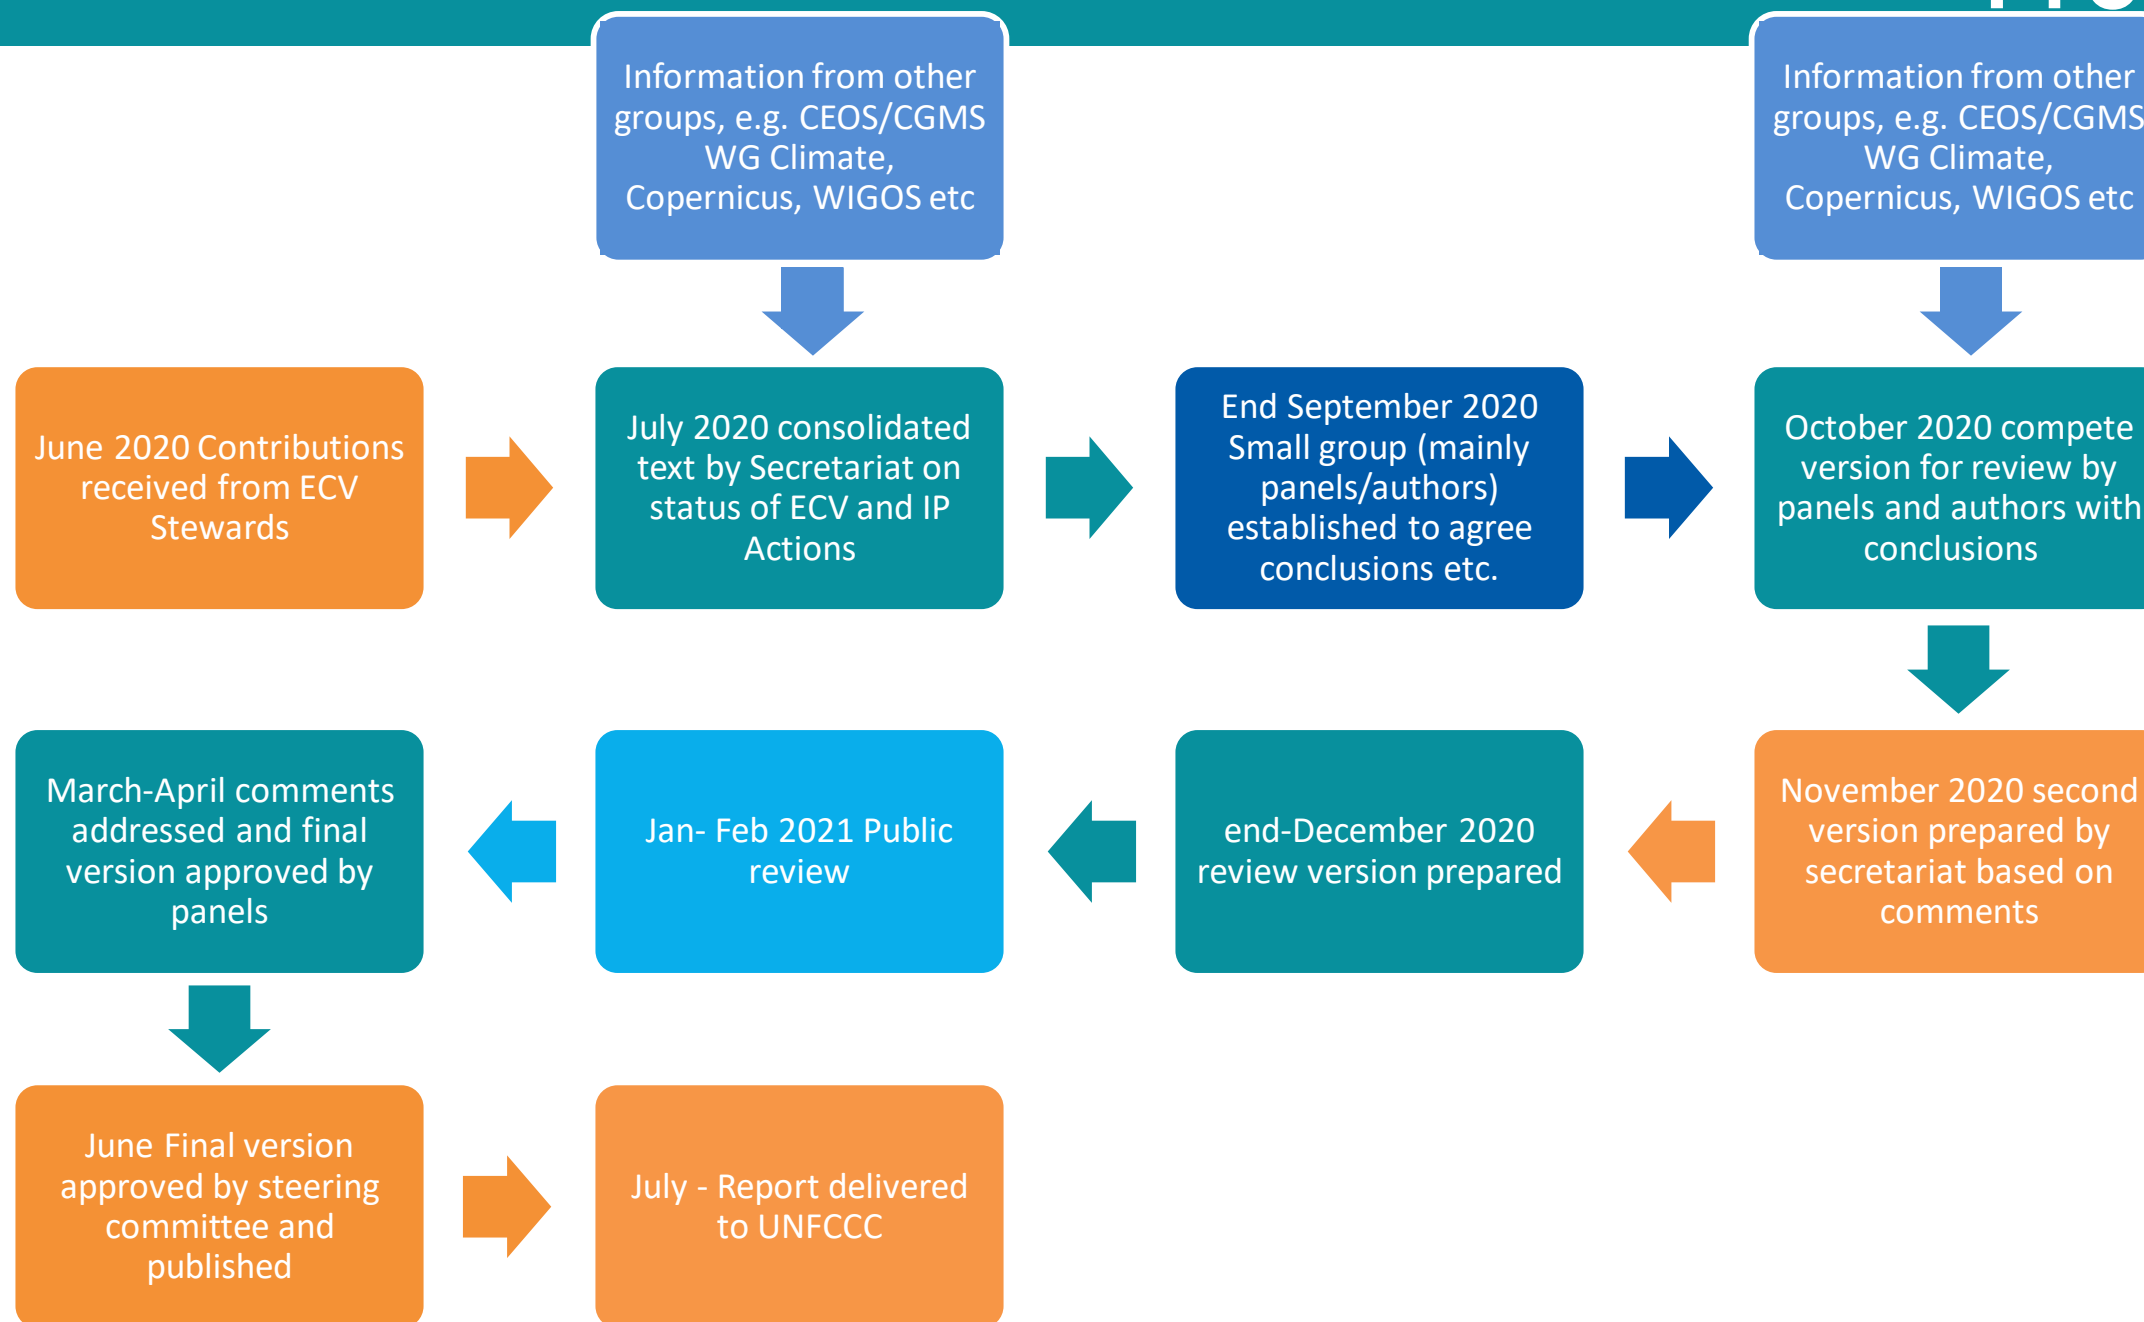 Information from other
groups, e.g. CEOS/CGMS
WG Climate,
Copernicus, WIGOS etc
Information from other
groups, e.g. CEOS/CGMS
WG Climate,
Copernicus, WIGOS etc
June 2020 Contributions
received from ECV
Stewards
July 2020 consolidated
text by Secretariat on
status of ECV and IP
Actions
End September 2020
Small group (mainly
panels/authors)
established to agree
conclusions etc.
October 2020 compete
version for review by
panels and authors with
conclusions
November 2020 second
version prepared by
secretariat based on
comments
end-December 2020
review version prepared
Jan- Feb 2021 Public
review
March-April comments
addressed and final
version approved by
panels
June Final version
approved by steering
committee and
published
July - Report delivered
to UNFCCC